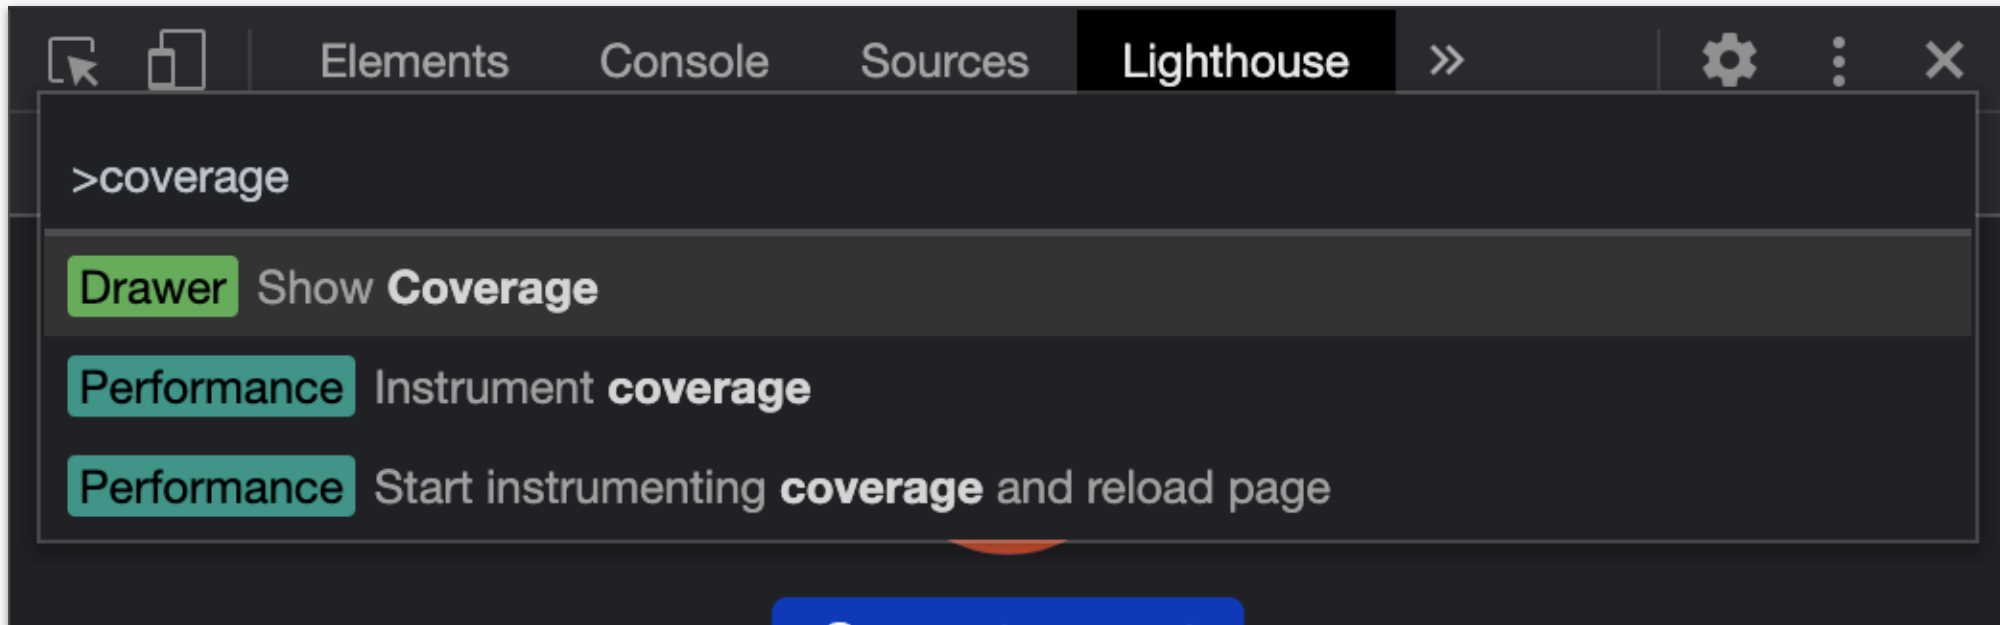 Elements Console Sources Lighthouse »
>coverage
Drawer Show Coverage
Performance Instrument coverage
Performance Start instrumenting coverage and reload page